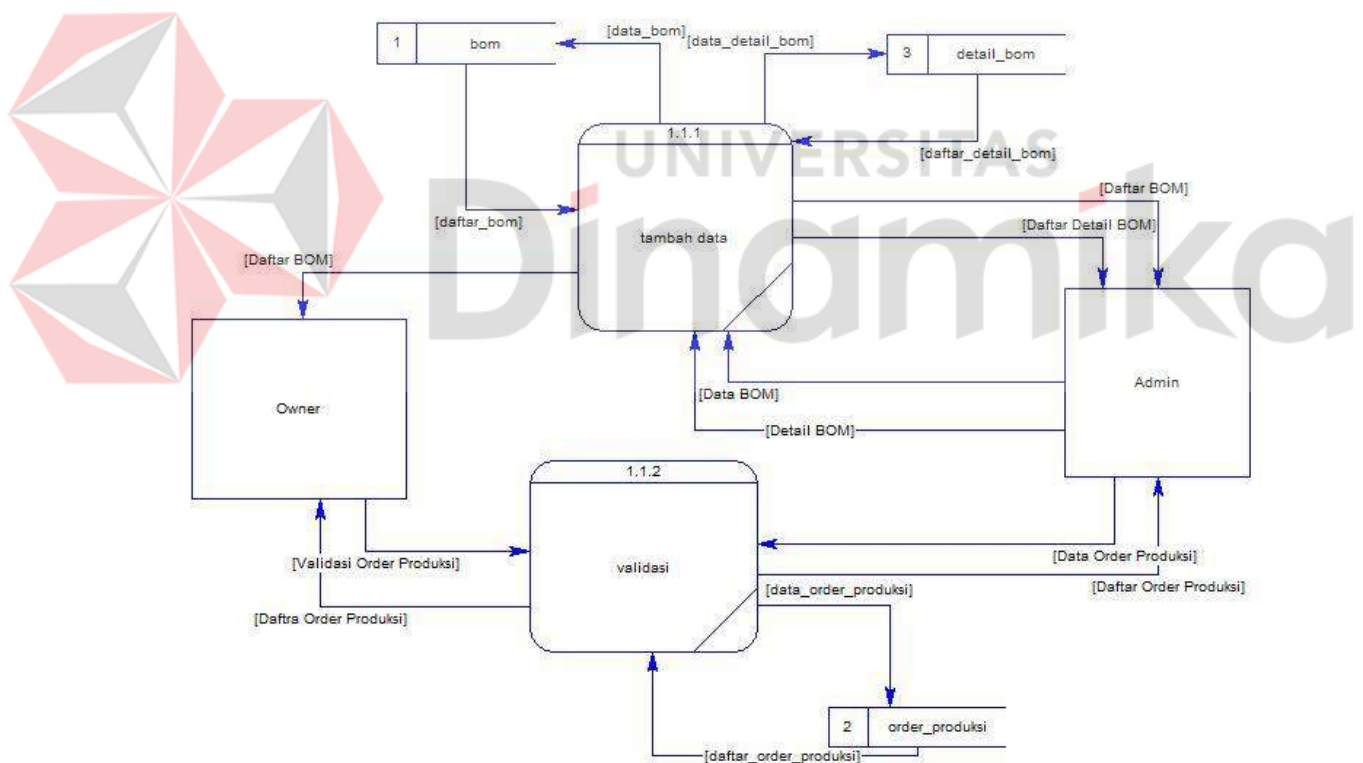 [data_bom]
1 bom
[data_detail_bom]
3 detail_bom
1.1.1
UNIVERSITAS
[daftar_detail_bom]
Dinamika
[Daftar BOM]
[daftar_bom]
[Daftar Detail BOM]
tambah data
[Daftar BOM]
Admin
[Data BOM]
Owner
[Detail BOM]
1.1.2
[Validasi Order Produksi]
validasi
[Data Order Produksi]
[data_order_produksi]
[Daftar Order Produksi]
[Daftra Order Produksi]
2 order_produksi
[daftar_order_produksi]